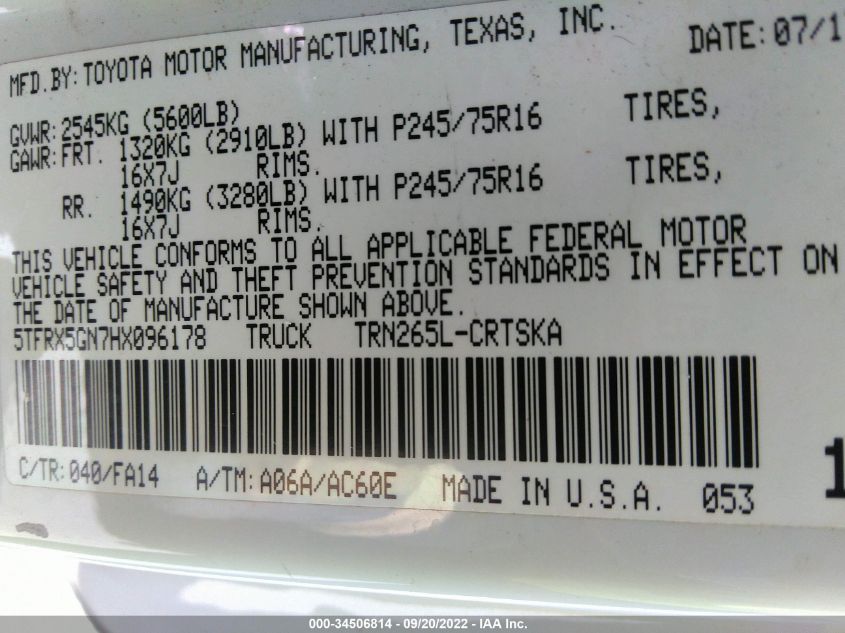 MFD.BY:TOYOTA MOTOR MANUFACTURING, TEXAS, INC. DATE:07/1
GVWR:2545KG (5600LB)
GAWR:FRT. 1320KG (2910LB) WITH P245/75R16 TIRES,
16X7J RIMS.
RR. 1490KG (3280LB) WITH P245/75R16 TIRES,
16X7J RIMS.
THIS VEHICLE CONFORMS TO ALL APPLICABLE FEDERAL MOTOR
VEHICLE SAFETY AND THEFT PREVENTION STANDARDS IN EFFECT ON
THE DATE OF MANUFACTURE SHOWN ABOVE.
5TFRX5GN7HX096178 TRUCK TRN265L-CRTSKA
C/TR:040/FA14 A/TM:A06A/AC60E MADE IN U.S.A. 053 1
000-34506814 - 09/20/2022 - IAA Inc.